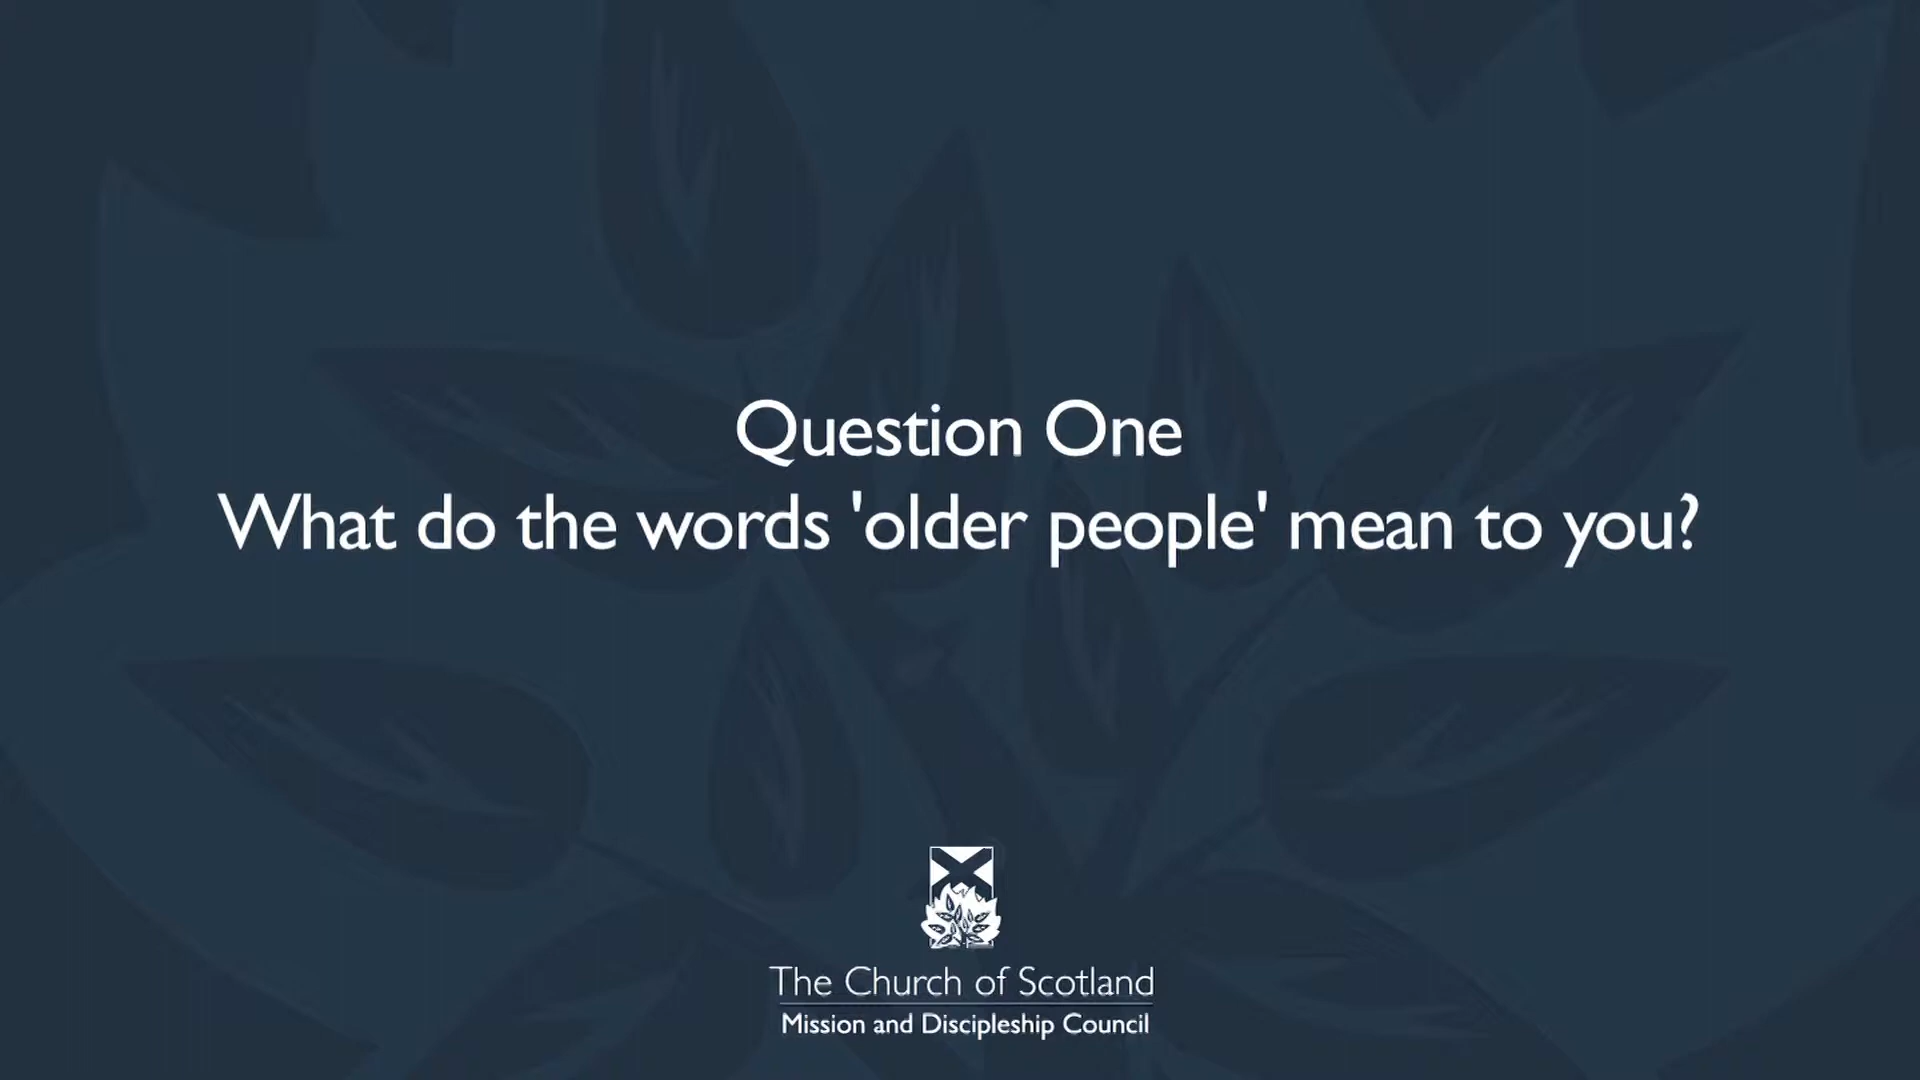 Question One
What do the words 'older people' mean to you?
The Church of Scotland
Mission and Discipleship Council